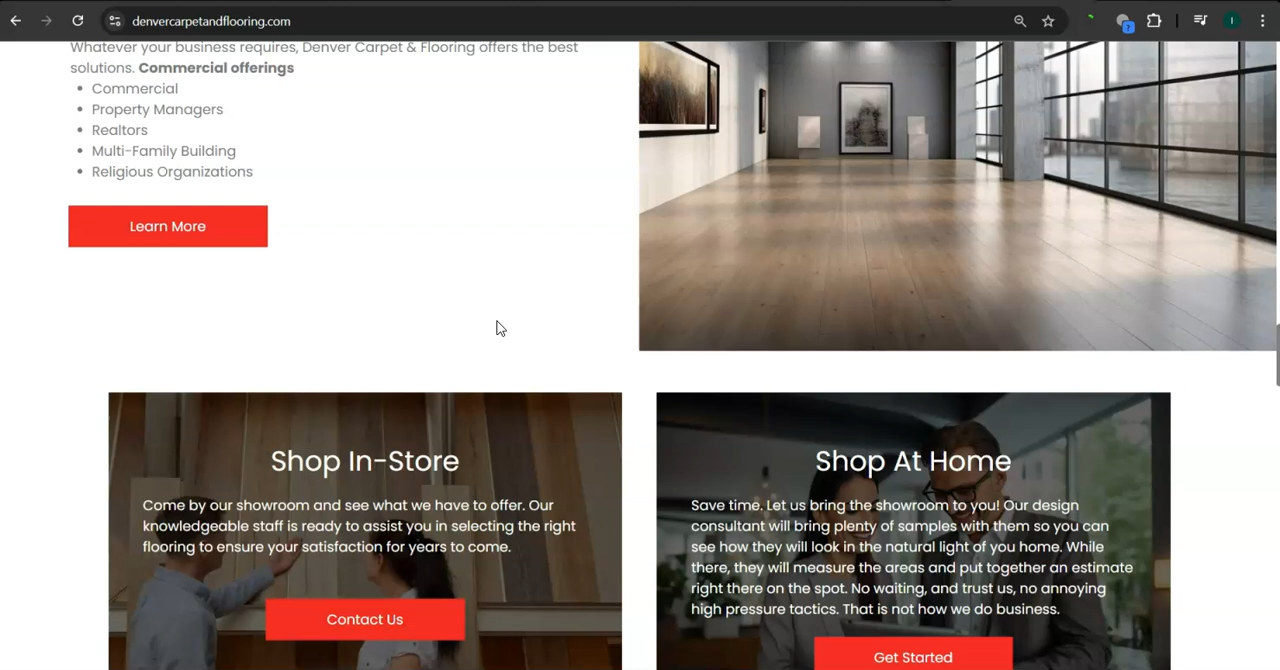 denvercarpetandflooring.com
Whatever your business requires, Denver Carpet & Flooring offers the best
solutions. Commercial offerings
• Commercial
• Property Managers
• Realtors
• Multi-Family Building
• Religious Organizations
Learn More
Shop In-Store
Come by our showroom and see what we have to offer. Our
knowledgeable staff is ready to assist you in selecting the right
flooring to ensure your satisfaction for years to come.
Contact Us
Shop At Home
Save time. Let us bring the showroom to you! Our design
consultant will bring plenty of samples with them so you can
see how they will look in the natural light of you home. While
there, they will measure the areas and put together an estimate
right there on the spot. No waiting, and trust us, no annoying
high pressure tactics. That is not how we do business.
Get Started